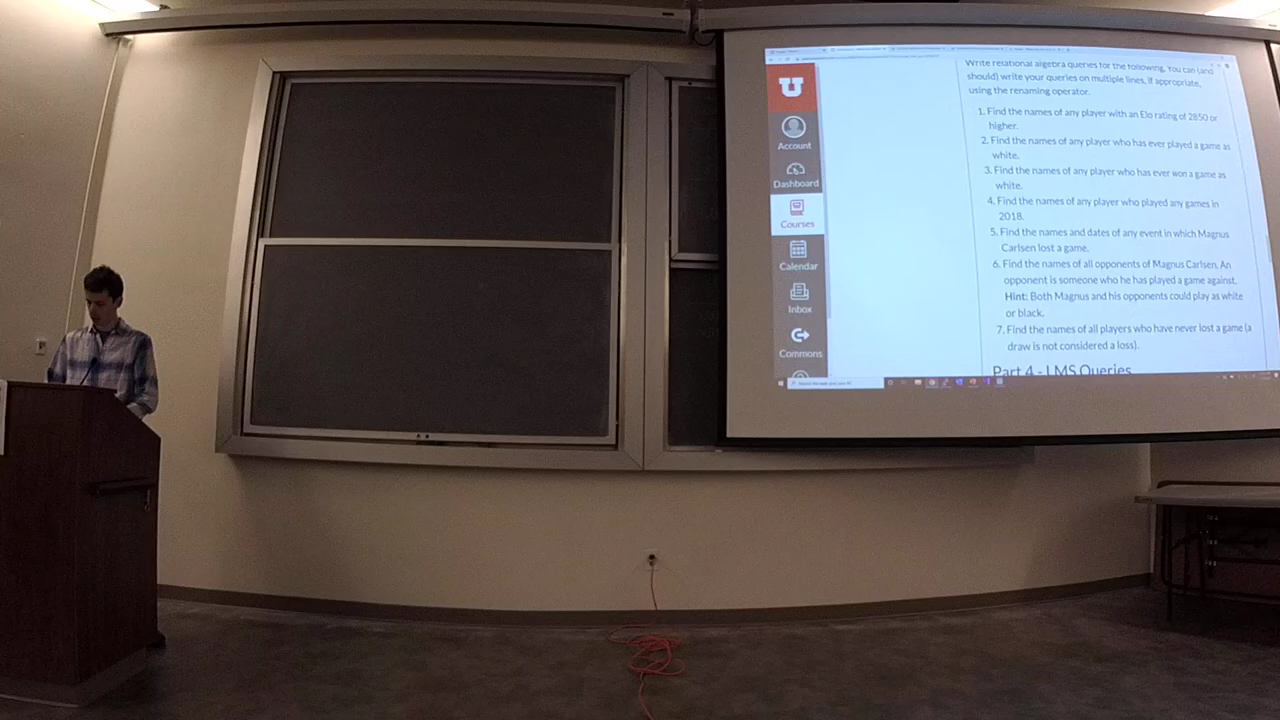 Write relational algebra queries for the following. You can (and
should) write your queries on multiple lines, if appropriate,
using the renaming operator.
1. Find the names of any player with an Elo rating of 2850 or
higher.
2. Find the names of any player who has ever played a game as
white.
3. Find the names of any player who has ever won a game as
white.
4. Find the names of any player who played any games in
2018.
5. Find the names and dates of any event in which Magnus
Carlsen lost a game.
6. Find the names of all opponents of Magnus Carlsen. An
opponent is someone who he has played a game against.
Hint: Both Magnus and his opponents could play as white
or black.
7. Find the names of all players who have never lost a game (a
draw is not considered a loss).
Part 4 - LMS Queries
U
Account
Dashboard
Courses
Calendar
Inbox
Commons